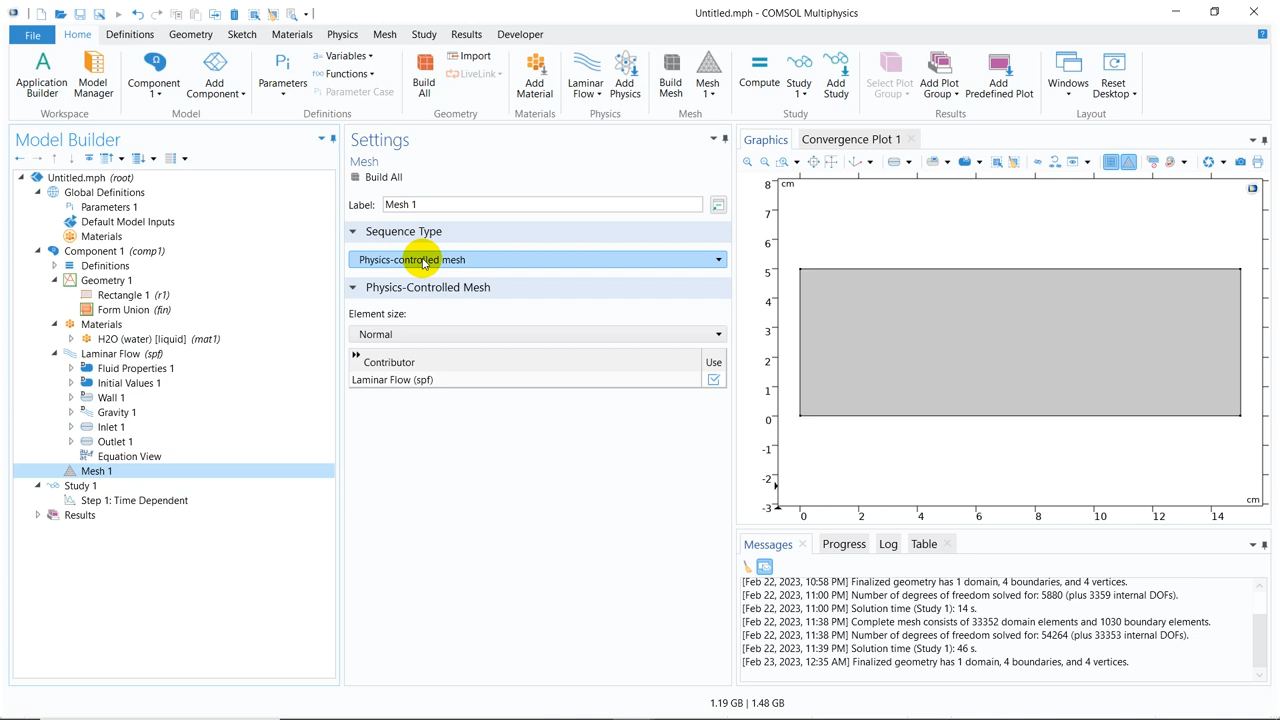 Untitled.mph - COMSOL Multiphysics
File Home Definitions Geometry Sketch Materials Physics Mesh Study Results Developer
Application Builder
Model Manager
Workspace
Component 1
Add Component
Model
Parameters
a= Variables
f(x) Functions
Pi Parameter Case
Definitions
Build All
Import
LiveLink
Geometry
Add Material
Materials
Laminar Flow
Add Physics
Physics
Build Mesh
Mesh 1
Mesh
Compute
Study 1
Add Study
Study
Select Plot Group
Add Plot Group
Add Predefined Plot
Results
Windows
Reset Desktop
Layout
Model Builder
Untitled.mph (root)
Global Definitions
Pi Parameters 1
Default Model Inputs
Materials
Component 1 (comp1)
Definitions
Geometry 1
Rectangle 1 (r1)
Form Union (fin)
Materials
H2O (water) [liquid] (mat1)
Laminar Flow (spf)
Fluid Properties 1
Initial Values 1
Wall 1
Gravity 1
Inlet 1
Outlet 1
Equation View
Mesh 1
Study 1
Step 1: Time Dependent
Results
Settings
Mesh
Build All
Label: Mesh 1
Sequence Type
Physics-controlled mesh
Physics-Controlled Mesh
Element size:
Normal
Contributor Use
Laminar Flow (spf)
Graphics Convergence Plot 1
cm
8
7
6
5
4
3
2
1
0
-1
-2
-3
cm
0 2 4 6 8 10 12 14
Messages Progress Log Table
[Feb 22, 2023, 10:58 PM] Finalized geometry has 1 domain, 4 boundaries, and 4 vertices.
[Feb 22, 2023, 11:00 PM] Number of degrees of freedom solved for: 5880 (plus 3359 internal DOFs).
[Feb 22, 2023, 11:00 PM] Solution time (Study 1): 14 s.
[Feb 22, 2023, 11:38 PM] Complete mesh consists of 33352 domain elements and 1030 boundary elements.
[Feb 22, 2023, 11:38 PM] Number of degrees of freedom solved for: 54264 (plus 33353 internal DOFs).
[Feb 22, 2023, 11:39 PM] Solution time (Study 1): 46 s.
[Feb 23, 2023, 12:35 AM] Finalized geometry has 1 domain, 4 boundaries, and 4 vertices.
1.19 GB | 1.48 GB